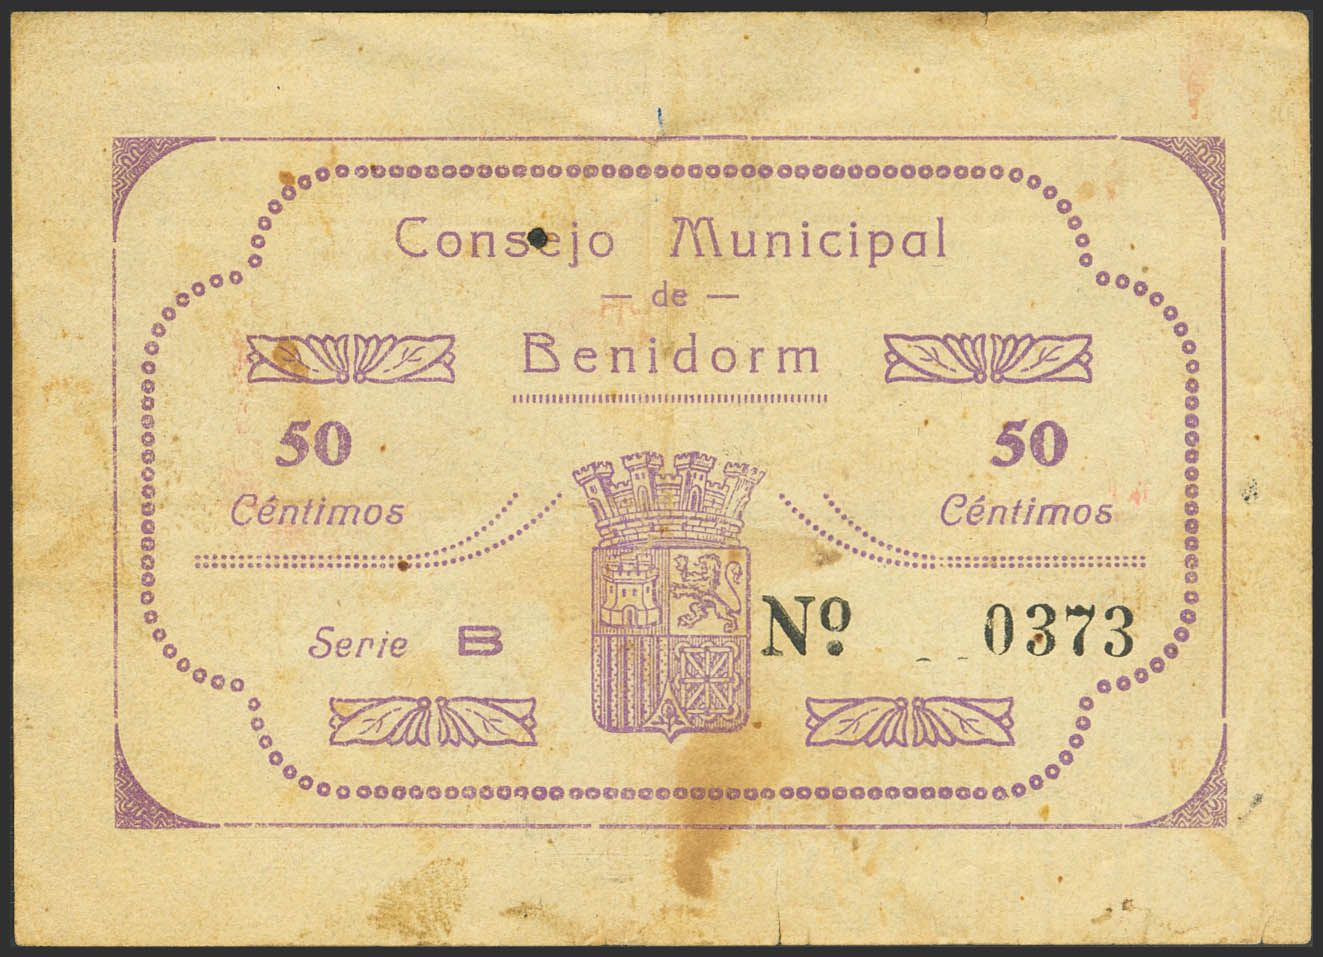 Consejo Municipal
— de —
Benidorm
50 50
Céntimos Céntimos
Serie B Nº 0373